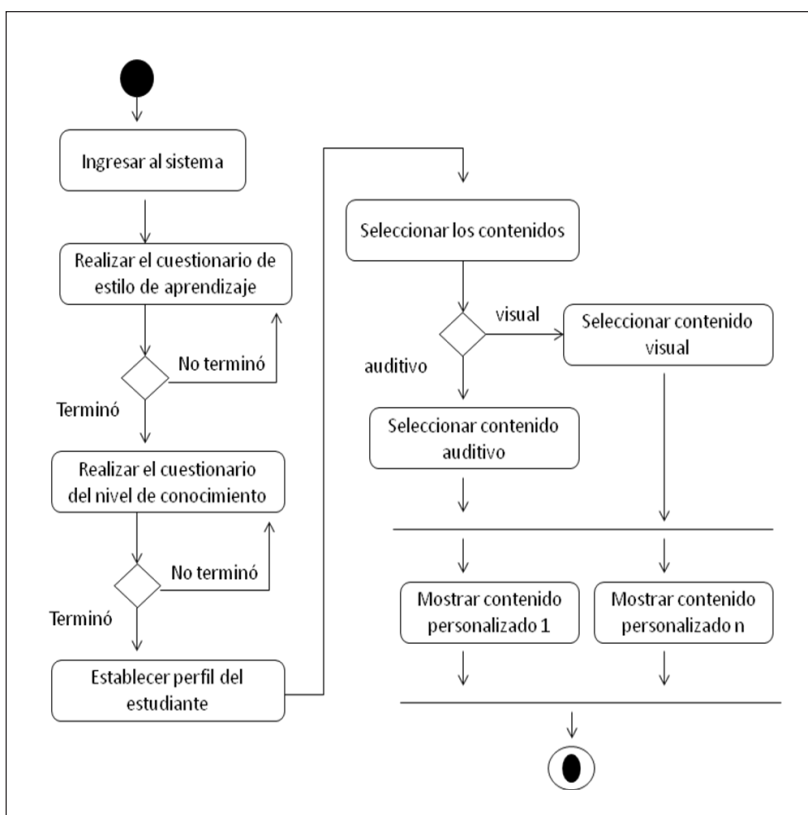 Ingresar al sistema
Realizar el cuestionario de
estilo de aprendizaje
No terminó
Terminó
Realizar el cuestionario
del nivel de conocimiento
No terminó
Terminó
Establecer perfil del
estudiante
Seleccionar los contenidos
visual
Seleccionar contenido
visual
auditivo
Seleccionar contenido
auditivo
Mostrar contenido
personalizado 1
Mostrar contenido
personalizado n